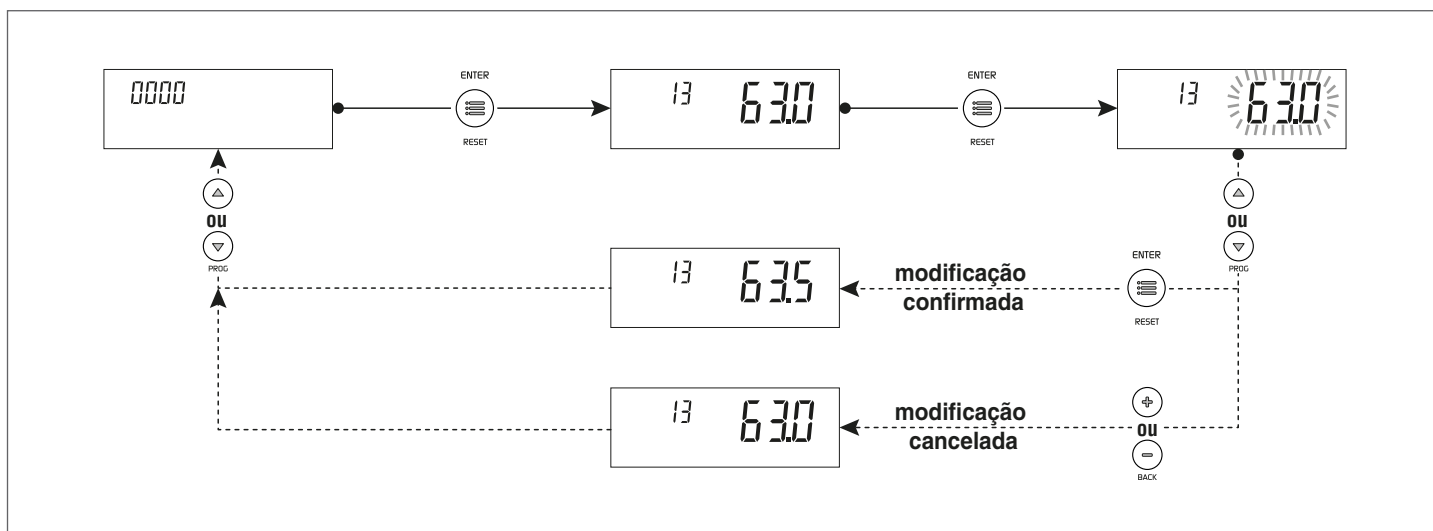 0000
ENTER
RESET
13 63.0
ENTER
RESET
13 63.0
ou
PROG
ou
PROG
13 63.5
modificação
confirmada
ENTER
RESET
13 63.0
modificação
cancelada
ou
BACK